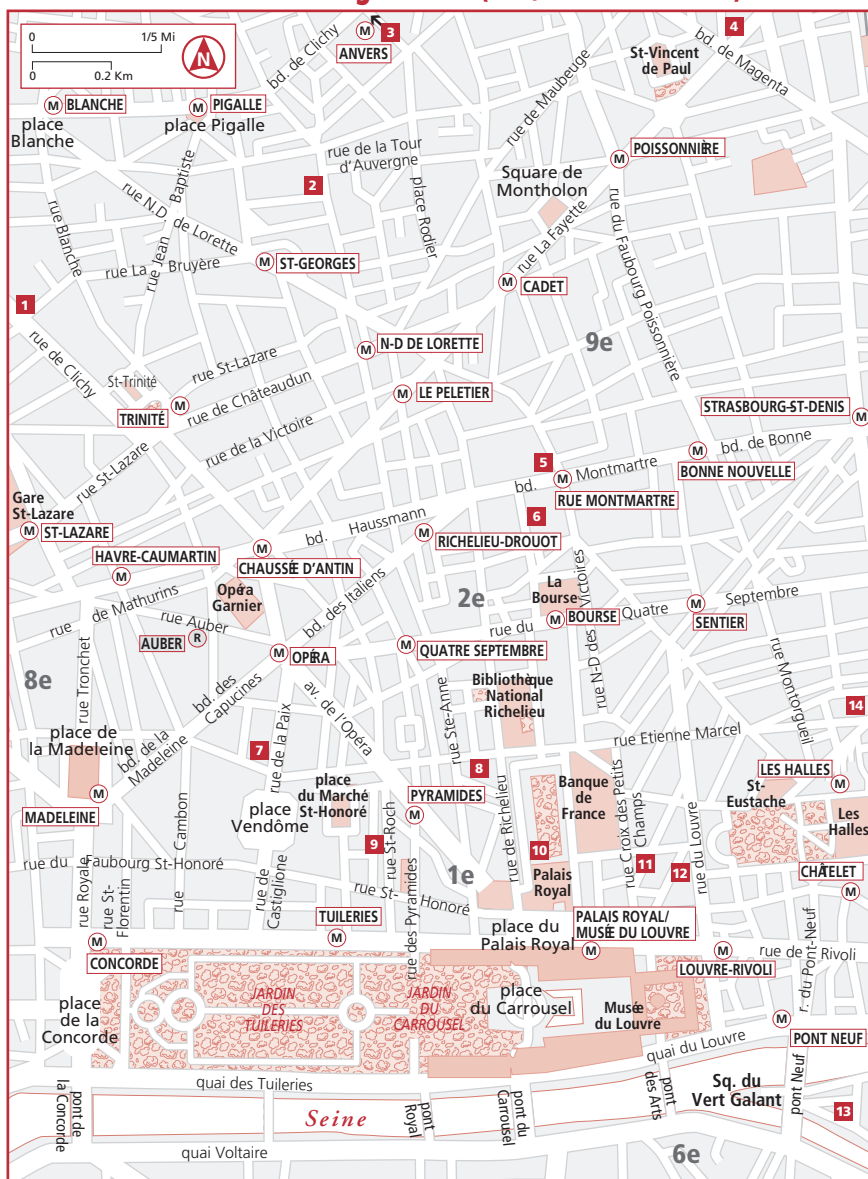 0
1/5 Mi
0
0.2 Km
N
bd. de Clichy
M
3
ANVERS
4
bd. de Magenta
St-Vincent
de Paul
M
BLANCHE
place
Blanche
M
PIGALLE
place Pigalle
rue de Maubeuge
rue de la Tour
d'Auvergne
M
POISSONNIÈRE
2
Square de
Montholon
place Rodier
rue Jean Baptiste
rue N.D. de Lorette
rue Blanche
rue La Bruyère
M
ST-GEORGES
rue La Fayette
M
CADET
rue du Faubourg Poissonnière
1
rue de Clichy
M
N-D DE LORETTE
9e
St-Trinité
rue St-Lazare
M
TRINITÉ
rue de Châteaudun
M
LE PELETIER
rue de la Victoire
STRASBOURG-ST-DENIS
M
rue St-Lazare
bd. de Bonne
M
BONNE NOUVELLE
5
bd. Montmartre
M
RUE MONTMARTRE
Gare
St-Lazare
M
ST-LAZARE
bd. Haussmann
6
M
RICHELIEU-DROUOT
HAVRE-CAUMARTIN
M
M
CHAUSSÉE D'ANTIN
Opéra
Garnier
bd. des Italiens
2e
La
Bourse
M
BOURSE
rue du Quatre Septembre
M
SENTIER
rue de Mathurins
rue Auber
AUBER
R
M
OPÉRA
M
QUATRE SEPTEMBRE
rue N-D des Victoires
8e
rue Tronchet
bd. des
Capucines
av. de l'Opéra
rue Ste-Anne
Bibliothèque
National
Richelieu
rue Montorgueil
14
place de
la Madeleine
bd. de la
Madeleine
7
rue de la Paix
rue Etienne Marcel
8
place
du Marché
St-Honoré
PYRAMIDES
M
Banque
de
France
LES HALLES
M
St-
Eustache
Les
Halles
MADELEINE
M
place
Vendôme
rue Cambon
9
rue St-Roch
rue de Richelieu
rue Croix des Petits
Champs
rue du Louvre
rue du Faubourg St-Honoré
10
11
12
Palais
Royal
1e
CHÂTELET
M
rue Royale
rue St-
Florentin
rue de
Castiglione
rue St-Honoré
TUILERIES
M
rue des Pyramides
place du
Palais Royal
PALAIS ROYAL/
MUSÉE DU LOUVRE
M
M
LOUVRE-RIVOLI
rue de Rivoli
r. du Pont-Neuf
M
CONCORDE
place
de la
Concorde
JARDIN
DES
TUILERIES
JARDIN
DU
CARROUSEL
place
du Carrousel
Musée
du Louvre
M
PONT NEUF
quai du Louvre
quai des Tuileries
pont de
la Concorde
Seine
pont
Royal
pont du
Carrousel
pont
des Arts
Sq. du
Vert Galant
pont Neuf
13
quai Voltaire
6e